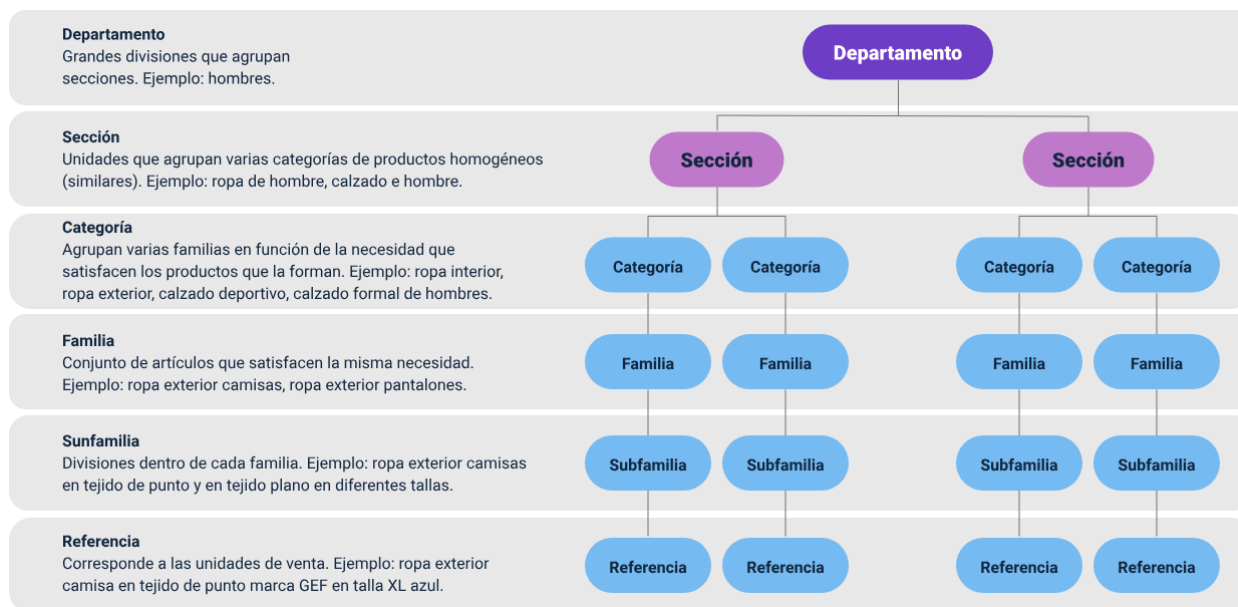 Departamento
Grandes divisiones que agrupan
secciones. Ejemplo: hombres.
Departamento
Sección
Unidades que agrupan varias categorías de productos homogéneos
(similares). Ejemplo: ropa de hombre, calzado e hombre.
Sección
Sección
Categoría
Agrupan varias familias en función de la necesidad que
satisfacen los productos que la forman. Ejemplo: ropa interior,
ropa exterior, calzado deportivo, calzado formal de hombres.
Categoría
Categoría
Categoría
Categoría
Familia
Conjunto de artículos que satisfacen la misma necesidad.
Ejemplo: ropa exterior camisas, ropa exterior pantalones.
Familia
Familia
Familia
Familia
Sunfamilia
Divisiones dentro de cada familia. Ejemplo: ropa exterior camisas
en tejido de punto y en tejido plano en diferentes tallas.
Subfamilia
Subfamilia
Subfamilia
Subfamilia
Referencia
Corresponde a las unidades de venta. Ejemplo: ropa exterior
camisa en tejido de punto marca GEF en talla XL azul.
Referencia
Referencia
Referencia
Referencia